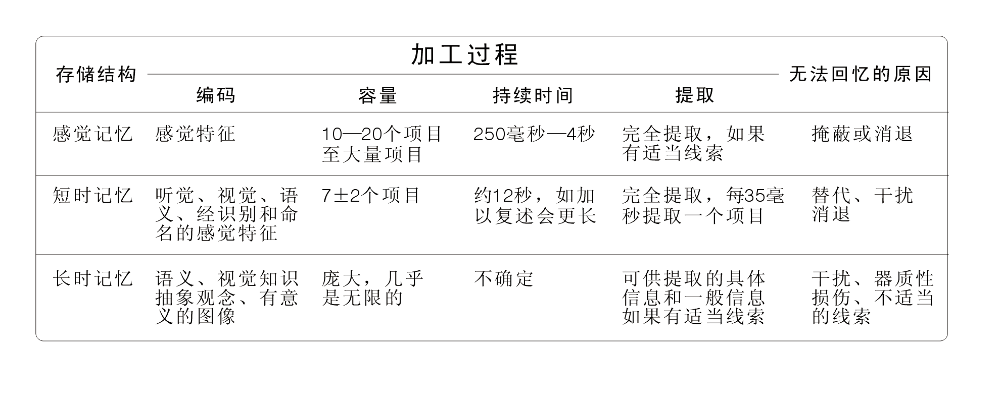 加工过程
存储结构
无法回忆的原因
编码 容量 持续时间 提取
感觉记忆 感觉特征 10—20个项目 250毫秒—4秒 完全提取，如果 掩蔽或消退
至大量项目 有适当线索
短时记忆 听觉、视觉、语 7±2个项目 约12秒，如加 完全提取，每35毫 替代、干扰
义、经识别和命 以复述会更长 秒提取一个项目 消退
名的感觉特征
长时记忆 语义、视觉知识 庞大，几乎 不确定 可供提取的具体 干扰、器质性
抽象观念、有意 是无限的 信息和一般信息 损伤、不适当
义的图像 如果有适当线索 的线索